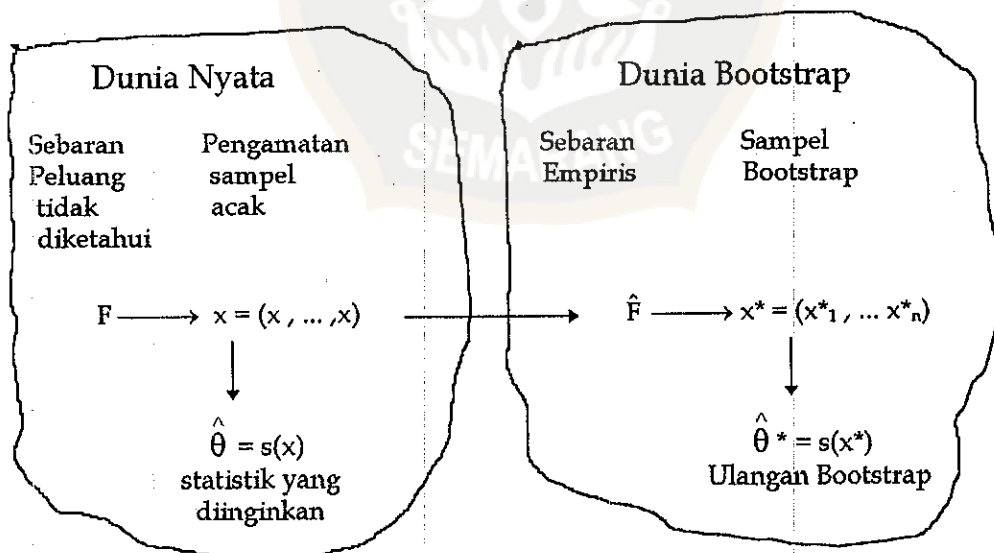 Dunia Nyata
Sebaran
Peluang
tidak
diketahui
Pengamatan
sampel
acak
F → x = (x , ... ,x)
θ̂ = s(x)
statistik yang
diinginkan
Dunia Bootstrap
Sebaran
Empiris
Sampel
Bootstrap
F̂ → x* = (x*₁ , ... x*ₙ)
θ̂ * = s(x*)
Ulangan Bootstrap
SEMARANG